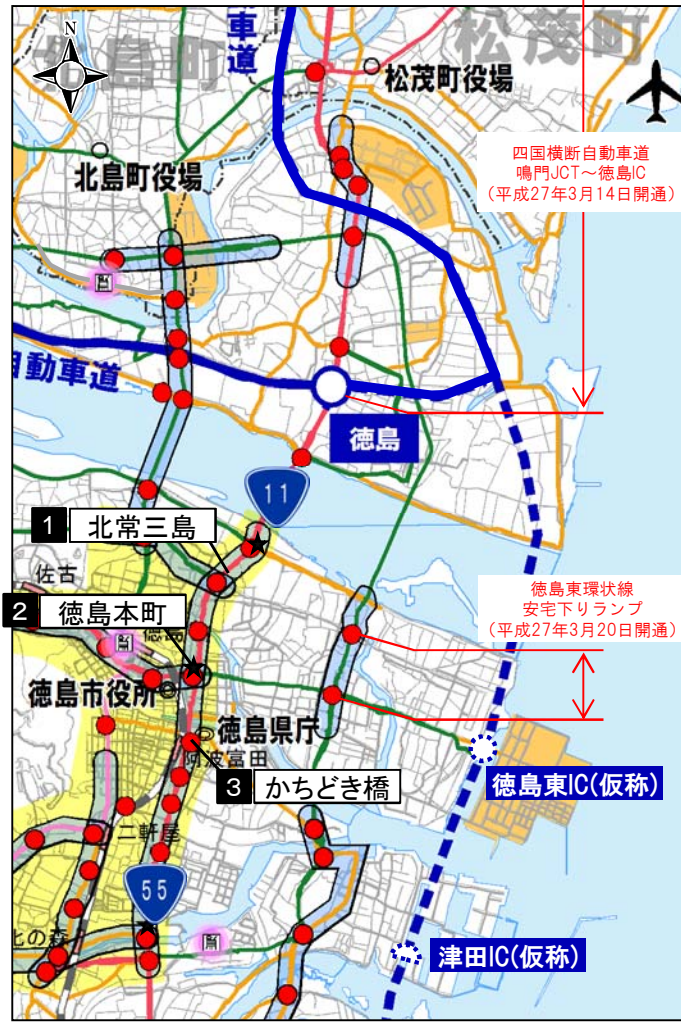 N
北島町
車道
松茂町
松茂町役場
北島町役場
四国横断自動車道
鳴門JCT～徳島IC
(平成27年3月14日開通)
自動車道
徳島
11
1 北常三島
佐古
2 徳島本町
徳島
徳島東環状線
安宅下りランプ
(平成27年3月20日開通)
徳島市役所
徳島県庁
阿波富田
3 かちどき橋
徳島東IC(仮称)
二軒屋
55
北の森
津田IC(仮称)